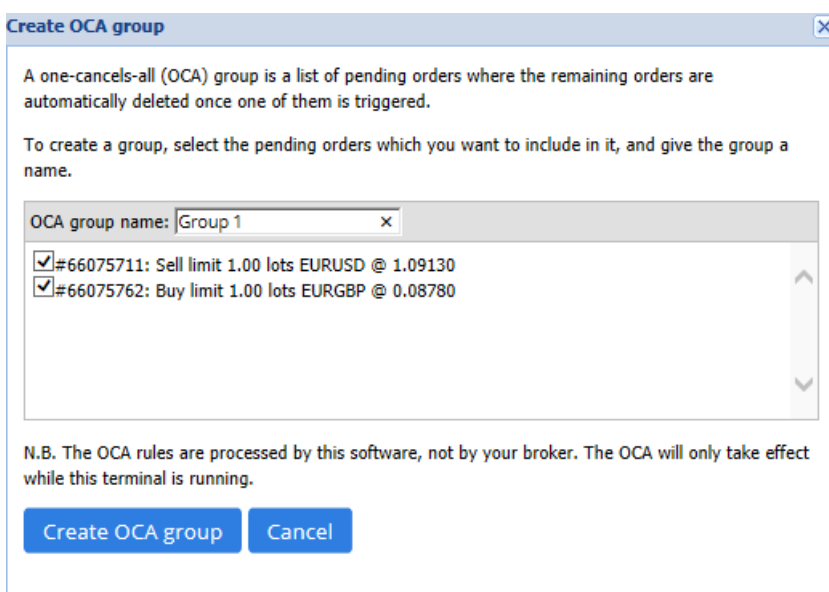 Create OCA group
A one-cancels-all (OCA) group is a list of pending orders where the remaining orders are
automatically deleted once one of them is triggered.
To create a group, select the pending orders which you want to include in it, and give the group a
name.
OCA group name: Group 1
#66075711: Sell limit 1.00 lots EURUSD @ 1.09130
#66075762: Buy limit 1.00 lots EURGBP @ 0.08780
N.B. The OCA rules are processed by this software, not by your broker. The OCA will only take effect
while this terminal is running.
Create OCA group Cancel